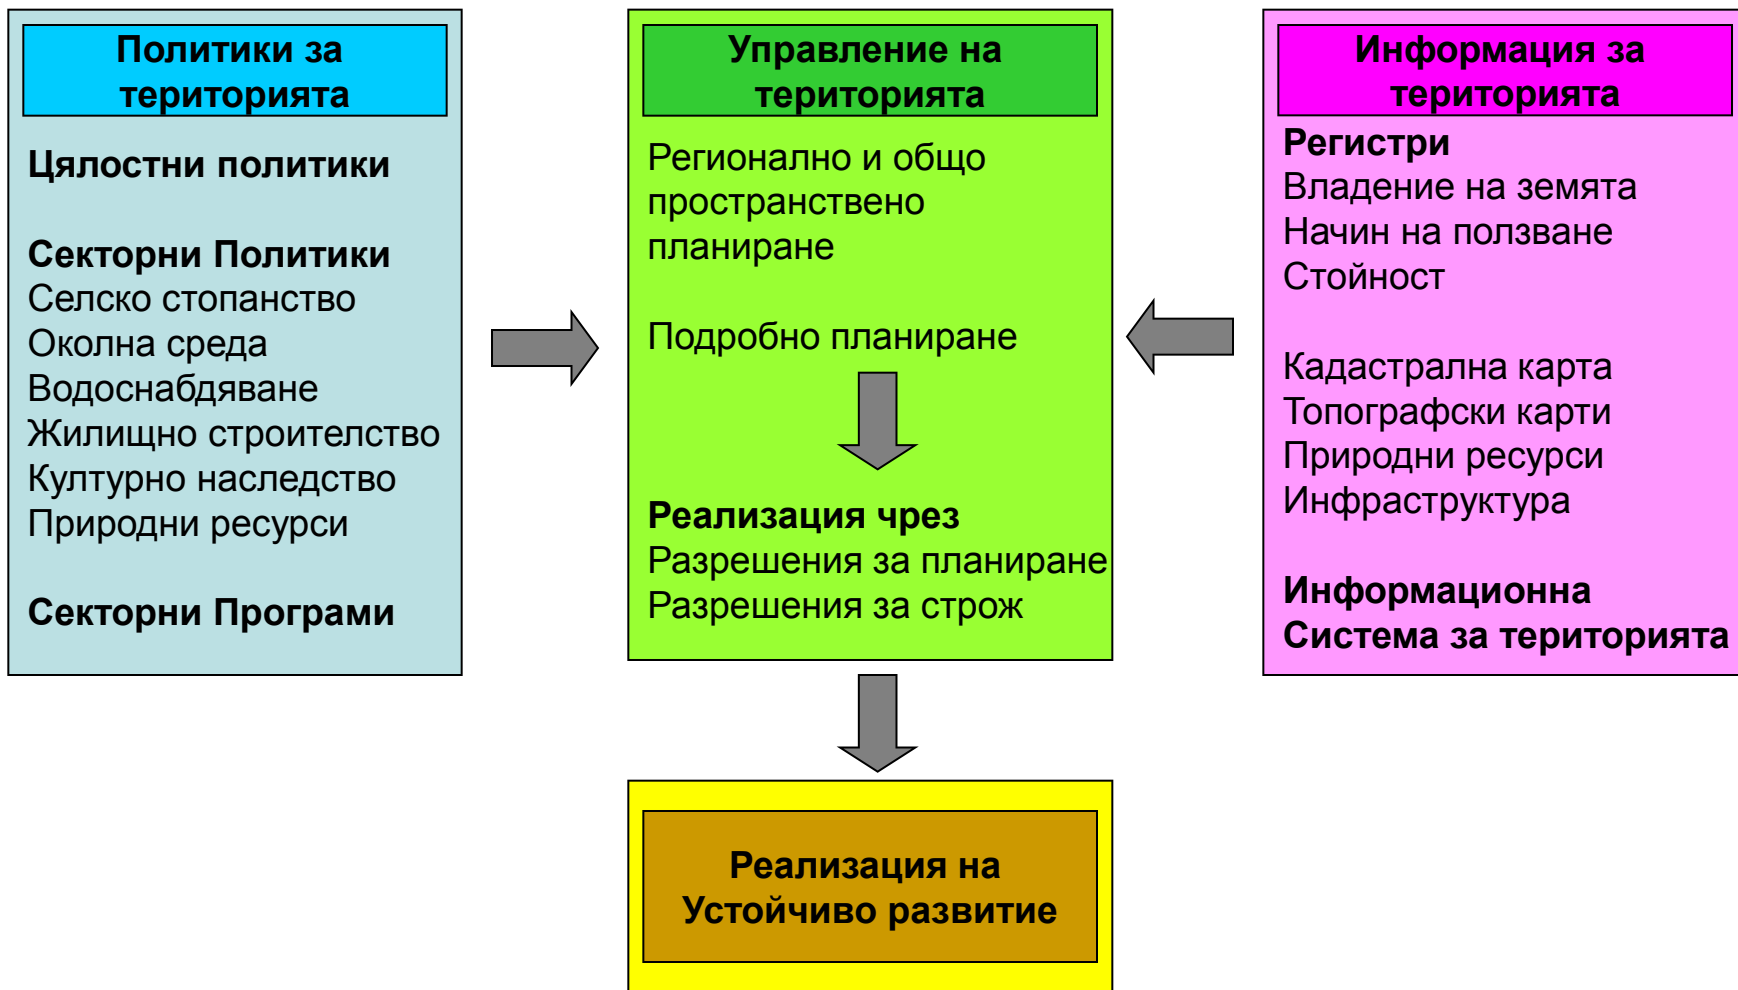 Политики за
територията
Цялостни политики
Секторни Политики
Селско стопанство
Околна среда
Водоснабдяване
Жилищно строителство
Културно наследство
Природни ресурси
Секторни Програми
Управление на
територията
Регионално и общо
пространствено
планиране
Подробно планиране
Реализация чрез
Разрешения за планиране
Разрешения за строж
Информация за
територията
Регистри
Владение на земята
Начин на ползване
Стойност
Кадастрална карта
Топографски карти
Природни ресурси
Инфраструктура
Информационна
Система за територията
Реализация на
Устойчиво развитие